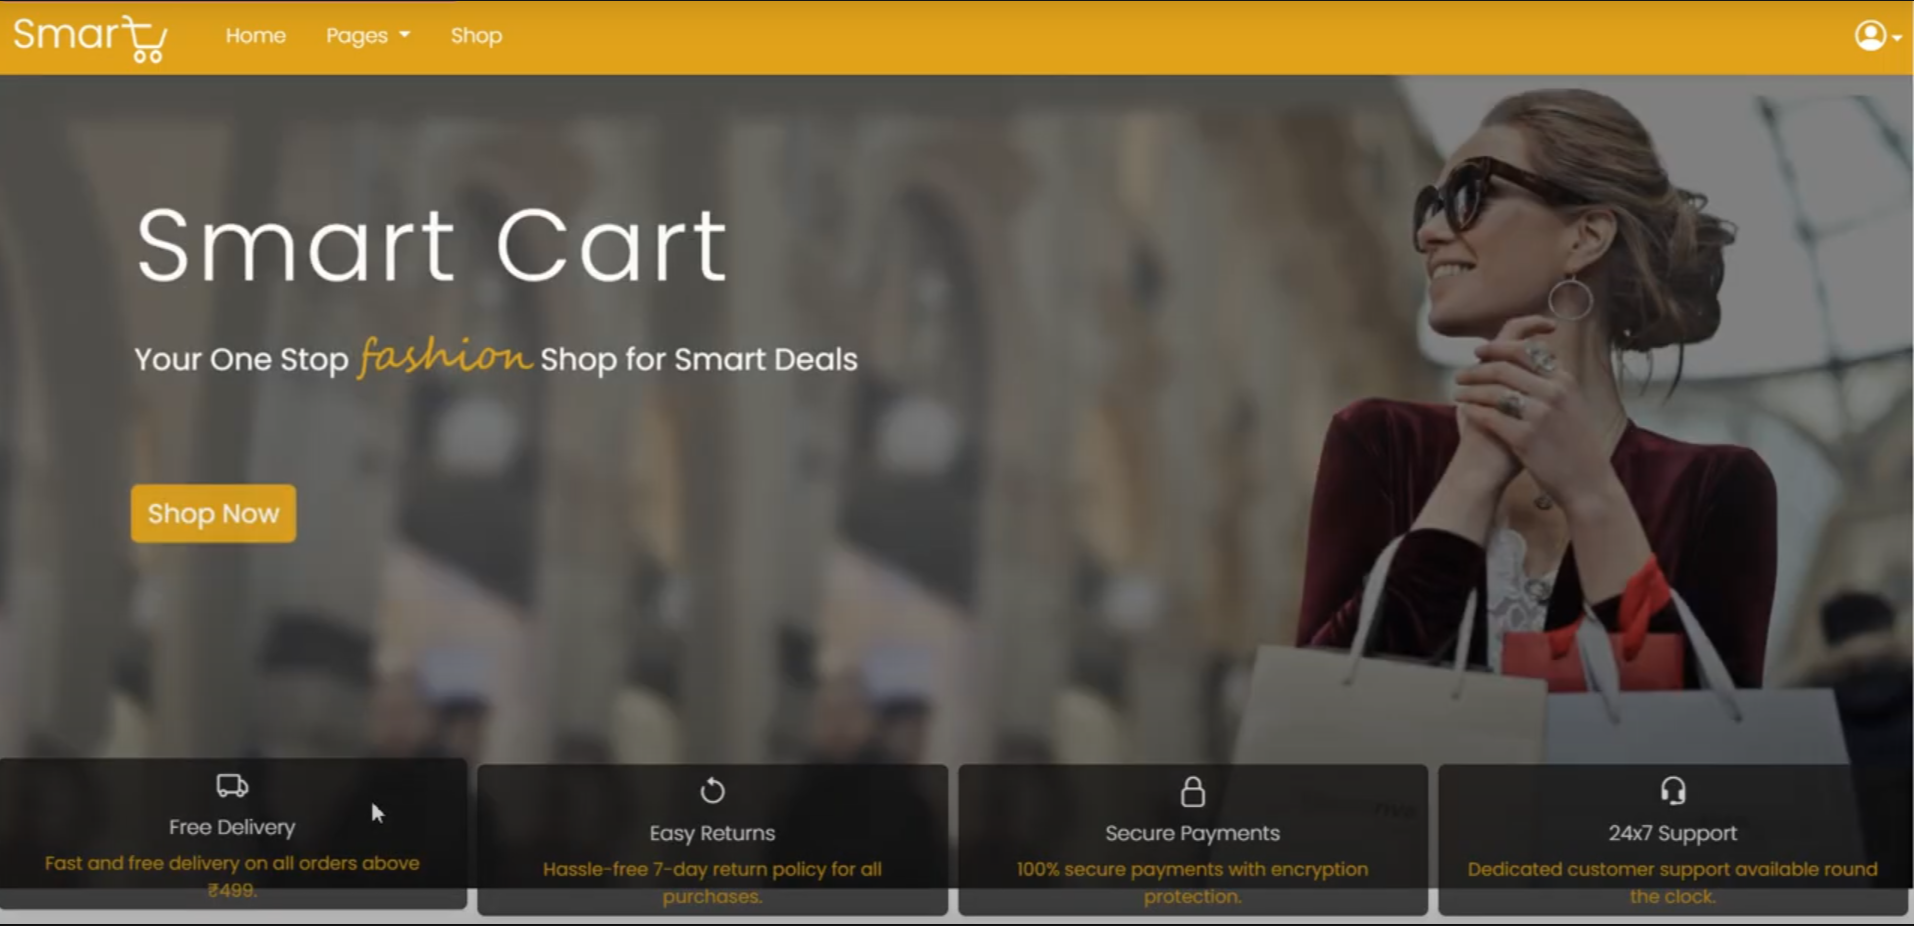 Smar
Home
Pages
Shop
Smart Cart
Your One Stop fashion Shop for Smart Deals
Shop Now
Free Delivery
Fast and free delivery on all orders above
₹499.
Easy Returns
Hassle-free 7-day return policy for all
purchases.
Secure Payments
100% secure payments with encryption
protection.
24x7 Support
Dedicated customer support available round
the clock.